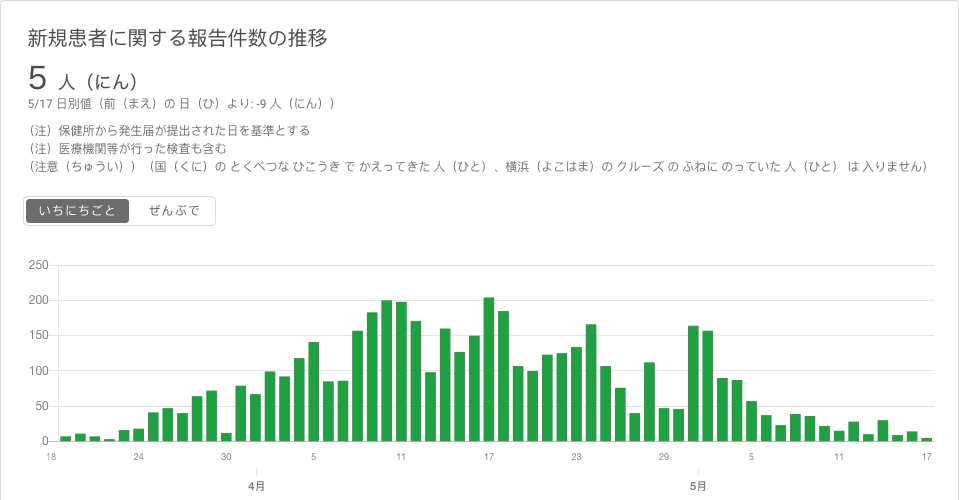 新規患者に関する報告件数の推移
5 人（にん）
5/17 日別値（前（まえ）の 日（ひ）より: -9 人（にん））
（注）保健所から発生届が提出された日を基準とする
（注）医療機関等が行った検査も含む
（注意（ちゅうい））（国（くに）の とくべつな ひこうき で かえってきた 人（ひと）、横浜（よこはま）の クルーズ の ふねに のっていた 人（ひと） は 入りません）
いちにちごと ぜんぶで
250
200
150
100
50
0
18 24 30 5 11 17 23 29 5 11 17
4月 5月